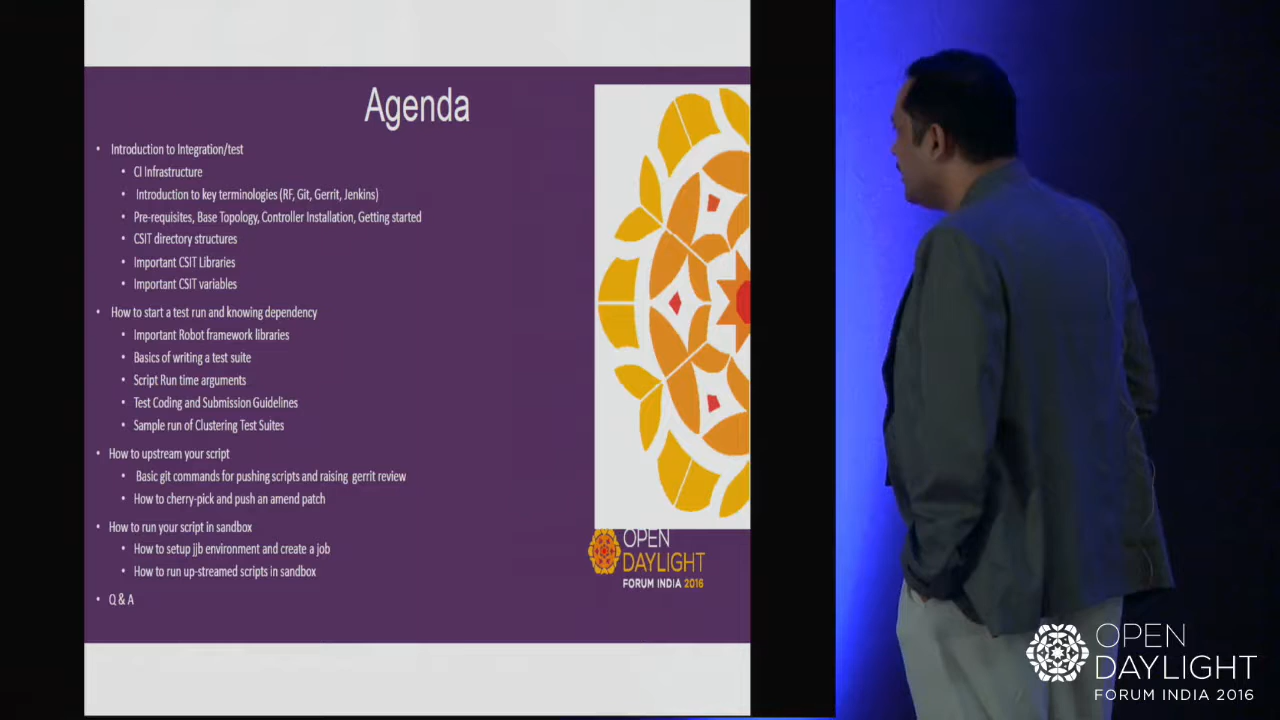 Agenda
• Introduction to Integration/test
• CI Infrastructure
• Introduction to key terminologies (RF, Git, Gerrit, Jenkins)
• Pre-requisites, Base Topology, Controller Installation, Getting started
• CSIT directory structures
• Important CSIT Libraries
• Important CSIT variables
• How to start a test run and knowing dependency
• Important Robot framework libraries
• Basics of writing a test suite
• Script Run time arguments
• Test Coding and Submission Guidelines
• Sample run of Clustering Test Suites
• How to upstream your script
• Basic git commands for pushing scripts and raising gerrit review
• How to cherry-pick and push an amend patch
• How to run your script in sandbox
• How to setup jjb environment and create a job
• How to run up-streamed scripts in sandbox
• Q & A
OPEN
DAYLIGHT
FORUM INDIA 2016
OPEN
DAYLIGHT
FORUM INDIA 2016